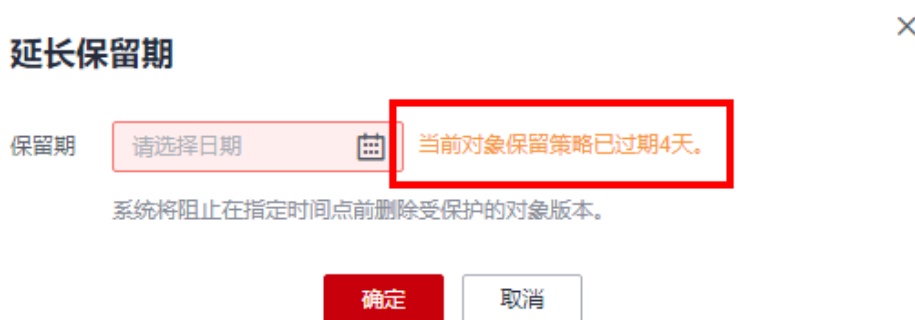 延长保留期
保留期 请选择日期 当前对象保留策略已过期4天。
系统将阻止在指定时间点前删除受保护的对象版本。
确定 取消